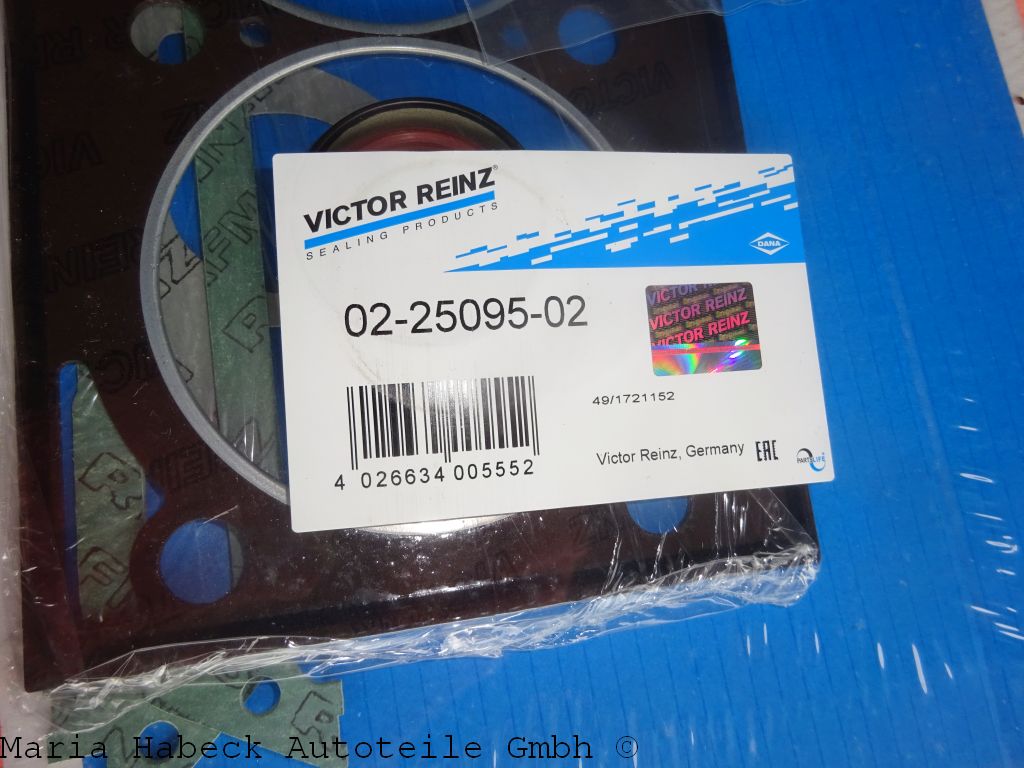 VICTOR REINZ®
SEALING PRODUCTS
DANA
02-25095-02
VICTOR REINZ
VICTOR REINZ
VICTOR REINZ
49/1721152
4 026634 005552
Victor Reinz, Germany
EAC
PARTSLIFE
Maria Habeck Autoteile Gmbh ©